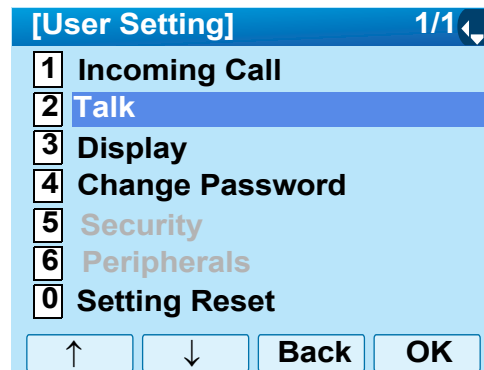 [User Setting] 1/1
1 Incoming Call
2 Talk
3 Display
4 Change Password
5 Security
6 Peripherals
0 Setting Reset
↑ ↓ Back OK